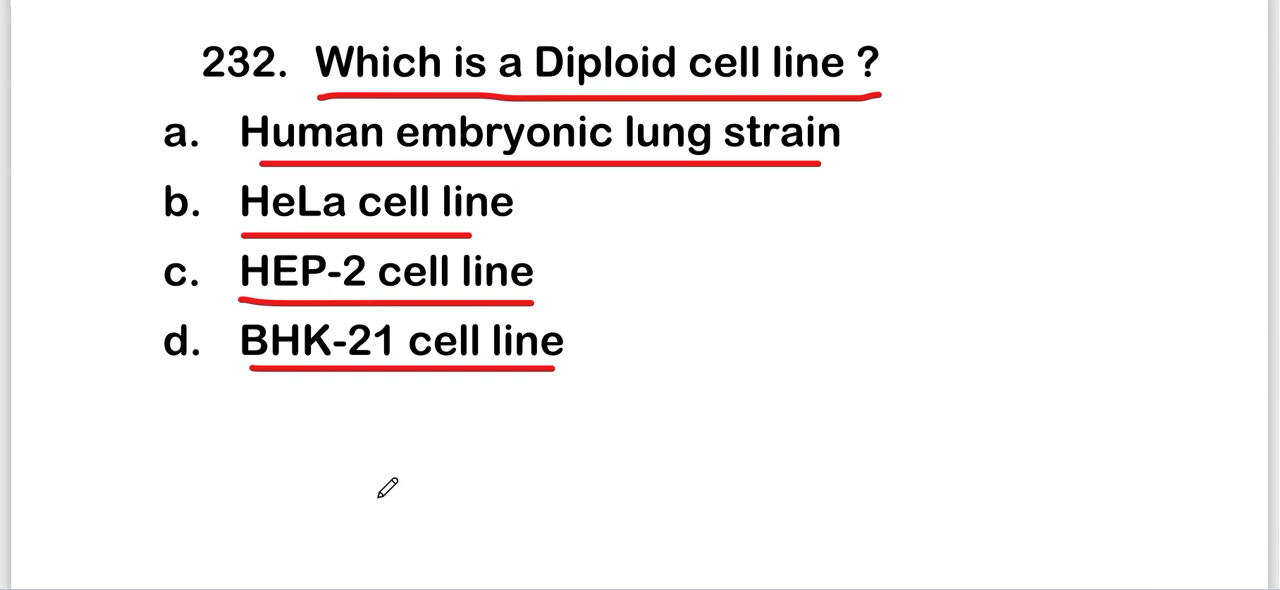 232. Which is a Diploid cell line ?
a. Human embryonic lung strain
b. HeLa cell line
c. HEP-2 cell line
d. BHK-21 cell line